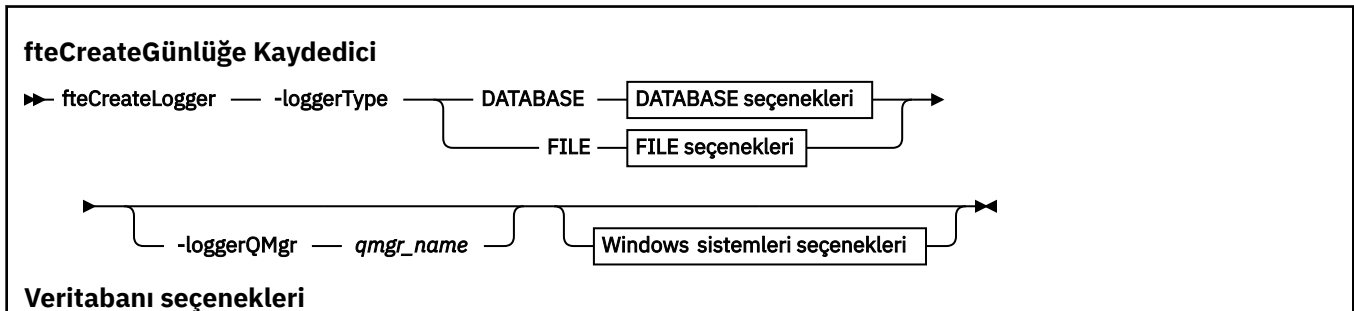 fteCreateGünlüğe Kaydedici
fteCreateLogger -loggerType DATABASE DATABASE seçenekleri
FILE FILE seçenekleri
-loggerQMgr qmgr_name Windows sistemleri seçenekleri
Veritabanı seçenekleri